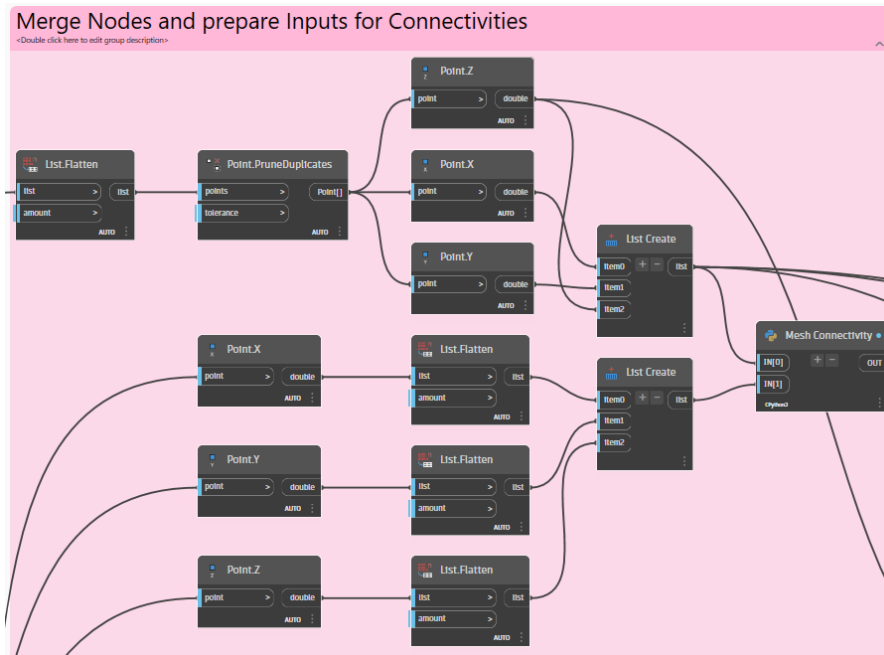 Merge Nodes and prepare Inputs for Connectivities
<Double click here to edit group description>
Point.Z
point > double
AUTO
List.Flatten
list > list
amount >
AUTO
Point.PruneDuplicates
points > Point[]
tolerance >
AUTO
Point.X
point > double
AUTO
Point.Y
point > double
AUTO
List Create
item0 + - list
item1
item2
Point.X
point > double
AUTO
List.Flatten
list > list
amount >
AUTO
List Create
item0 + - list
item1
item2
Mesh Connectivity
IN[0] + - OUT
IN[1]
CPython3
Point.Y
point > double
AUTO
List.Flatten
list > list
amount >
AUTO
Point.Z
point > double
AUTO
List.Flatten
list > list
amount >
AUTO